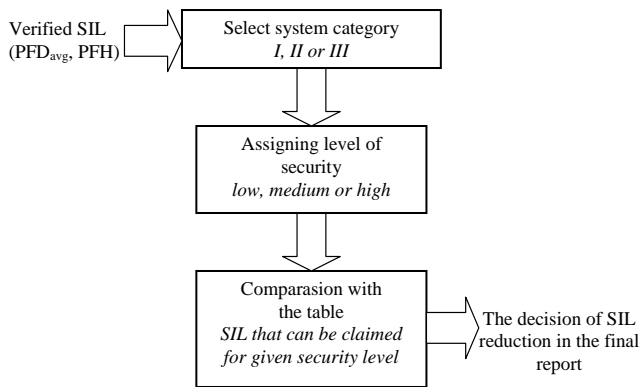 Verified SIL
(PFDavg, PFH)
Select system category
I, II or III
Assigning level of
security
low, medium or high
Comparasion with
the table
SIL that can be claimed
for given security level
The decision of SIL
reduction in the final
report